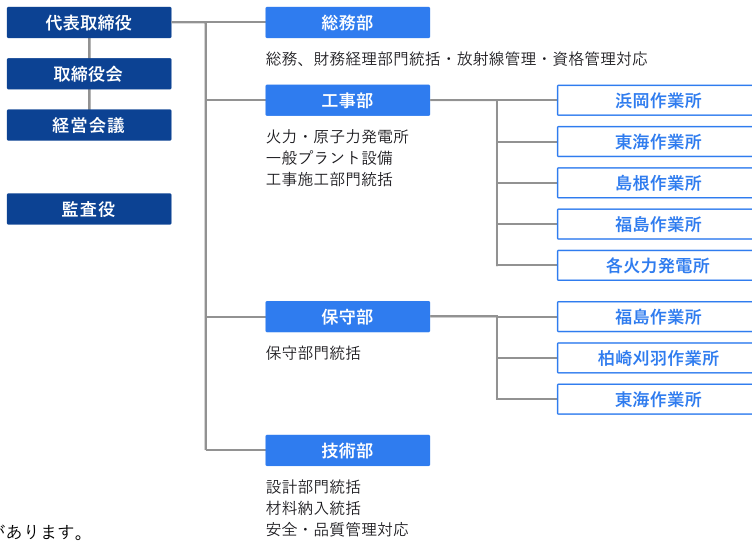 代表取締役
取締役会
経営会議
監査役
総務部
総務、財務経理部門統括・放射線管理・資格管理対応
工事部
火力・原子力発電所
一般プラント設備
工事施工部門統括
浜岡作業所
東海作業所
島根作業所
福島作業所
各火力発電所
保守部
保守部門統括
福島作業所
柏崎刈羽作業所
東海作業所
技術部
設計部門統括
材料納入統括
安全・品質管理対応
があります。